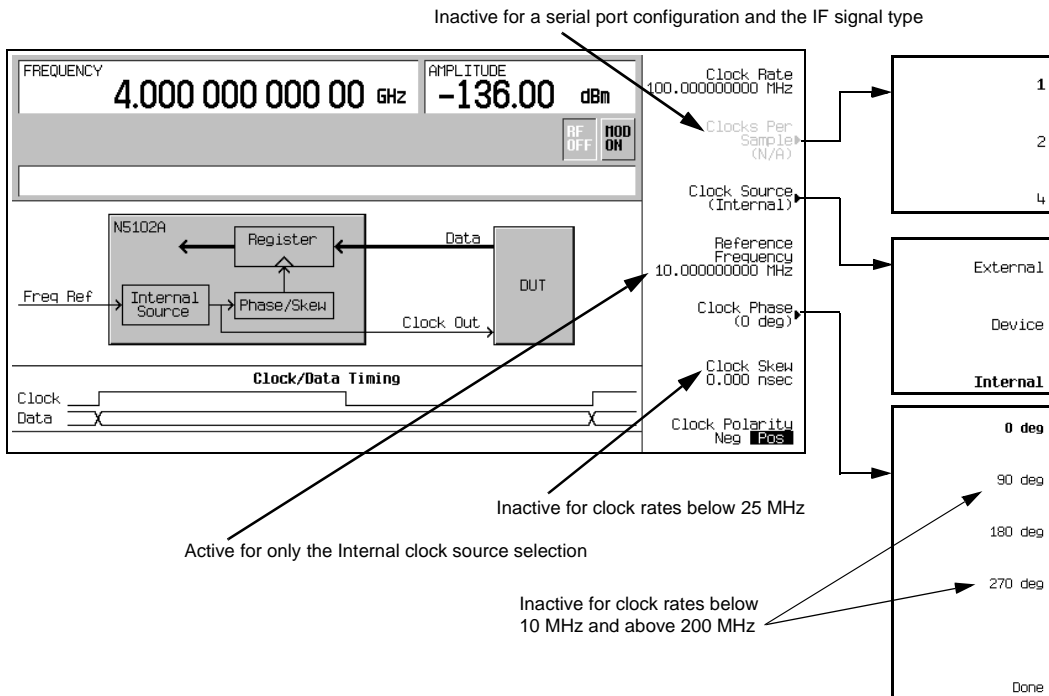 Inactive for a serial port configuration and the IF signal type
FREQUENCY
4.000 000 000 00 GHz
AMPLITUDE
-136.00 dBm
RF
OFF
MOD
ON
N5102A
Register
Data
DUT
Freq Ref
Internal
Source
Phase/Skew
Clock Out
Clock/Data Timing
Clock
Data
Clock Rate
100.000000000 MHz
Clocks Per
Sample
(N/A)
Clock Source
(Internal)
Reference
Frequency
10.000000000 MHz
Clock Phase
(0 deg)
Clock Skew
0.000 nsec
Clock Polarity
Neg Pos
1
2
4
External
Device
Internal
0 deg
90 deg
180 deg
270 deg
Done
Inactive for clock rates below 25 MHz
Active for only the Internal clock source selection
Inactive for clock rates below
10 MHz and above 200 MHz